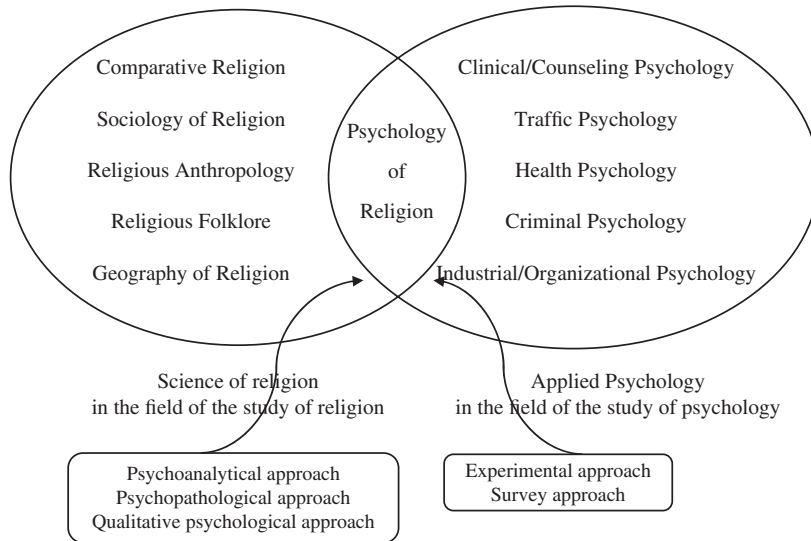 Comparative Religion
Sociology of Religion
Religious Anthropology
Religious Folklore
Geography of Religion
Psychology
of
Religion
Clinical/Counseling Psychology
Traffic Psychology
Health Psychology
Criminal Psychology
Industrial/Organizational Psychology
Science of religion
in the field of the study of religion
Applied Psychology
in the field of the study of psychology
Psychoanalytical approach
Psychopathological approach
Qualitative psychological approach
Experimental approach
Survey approach